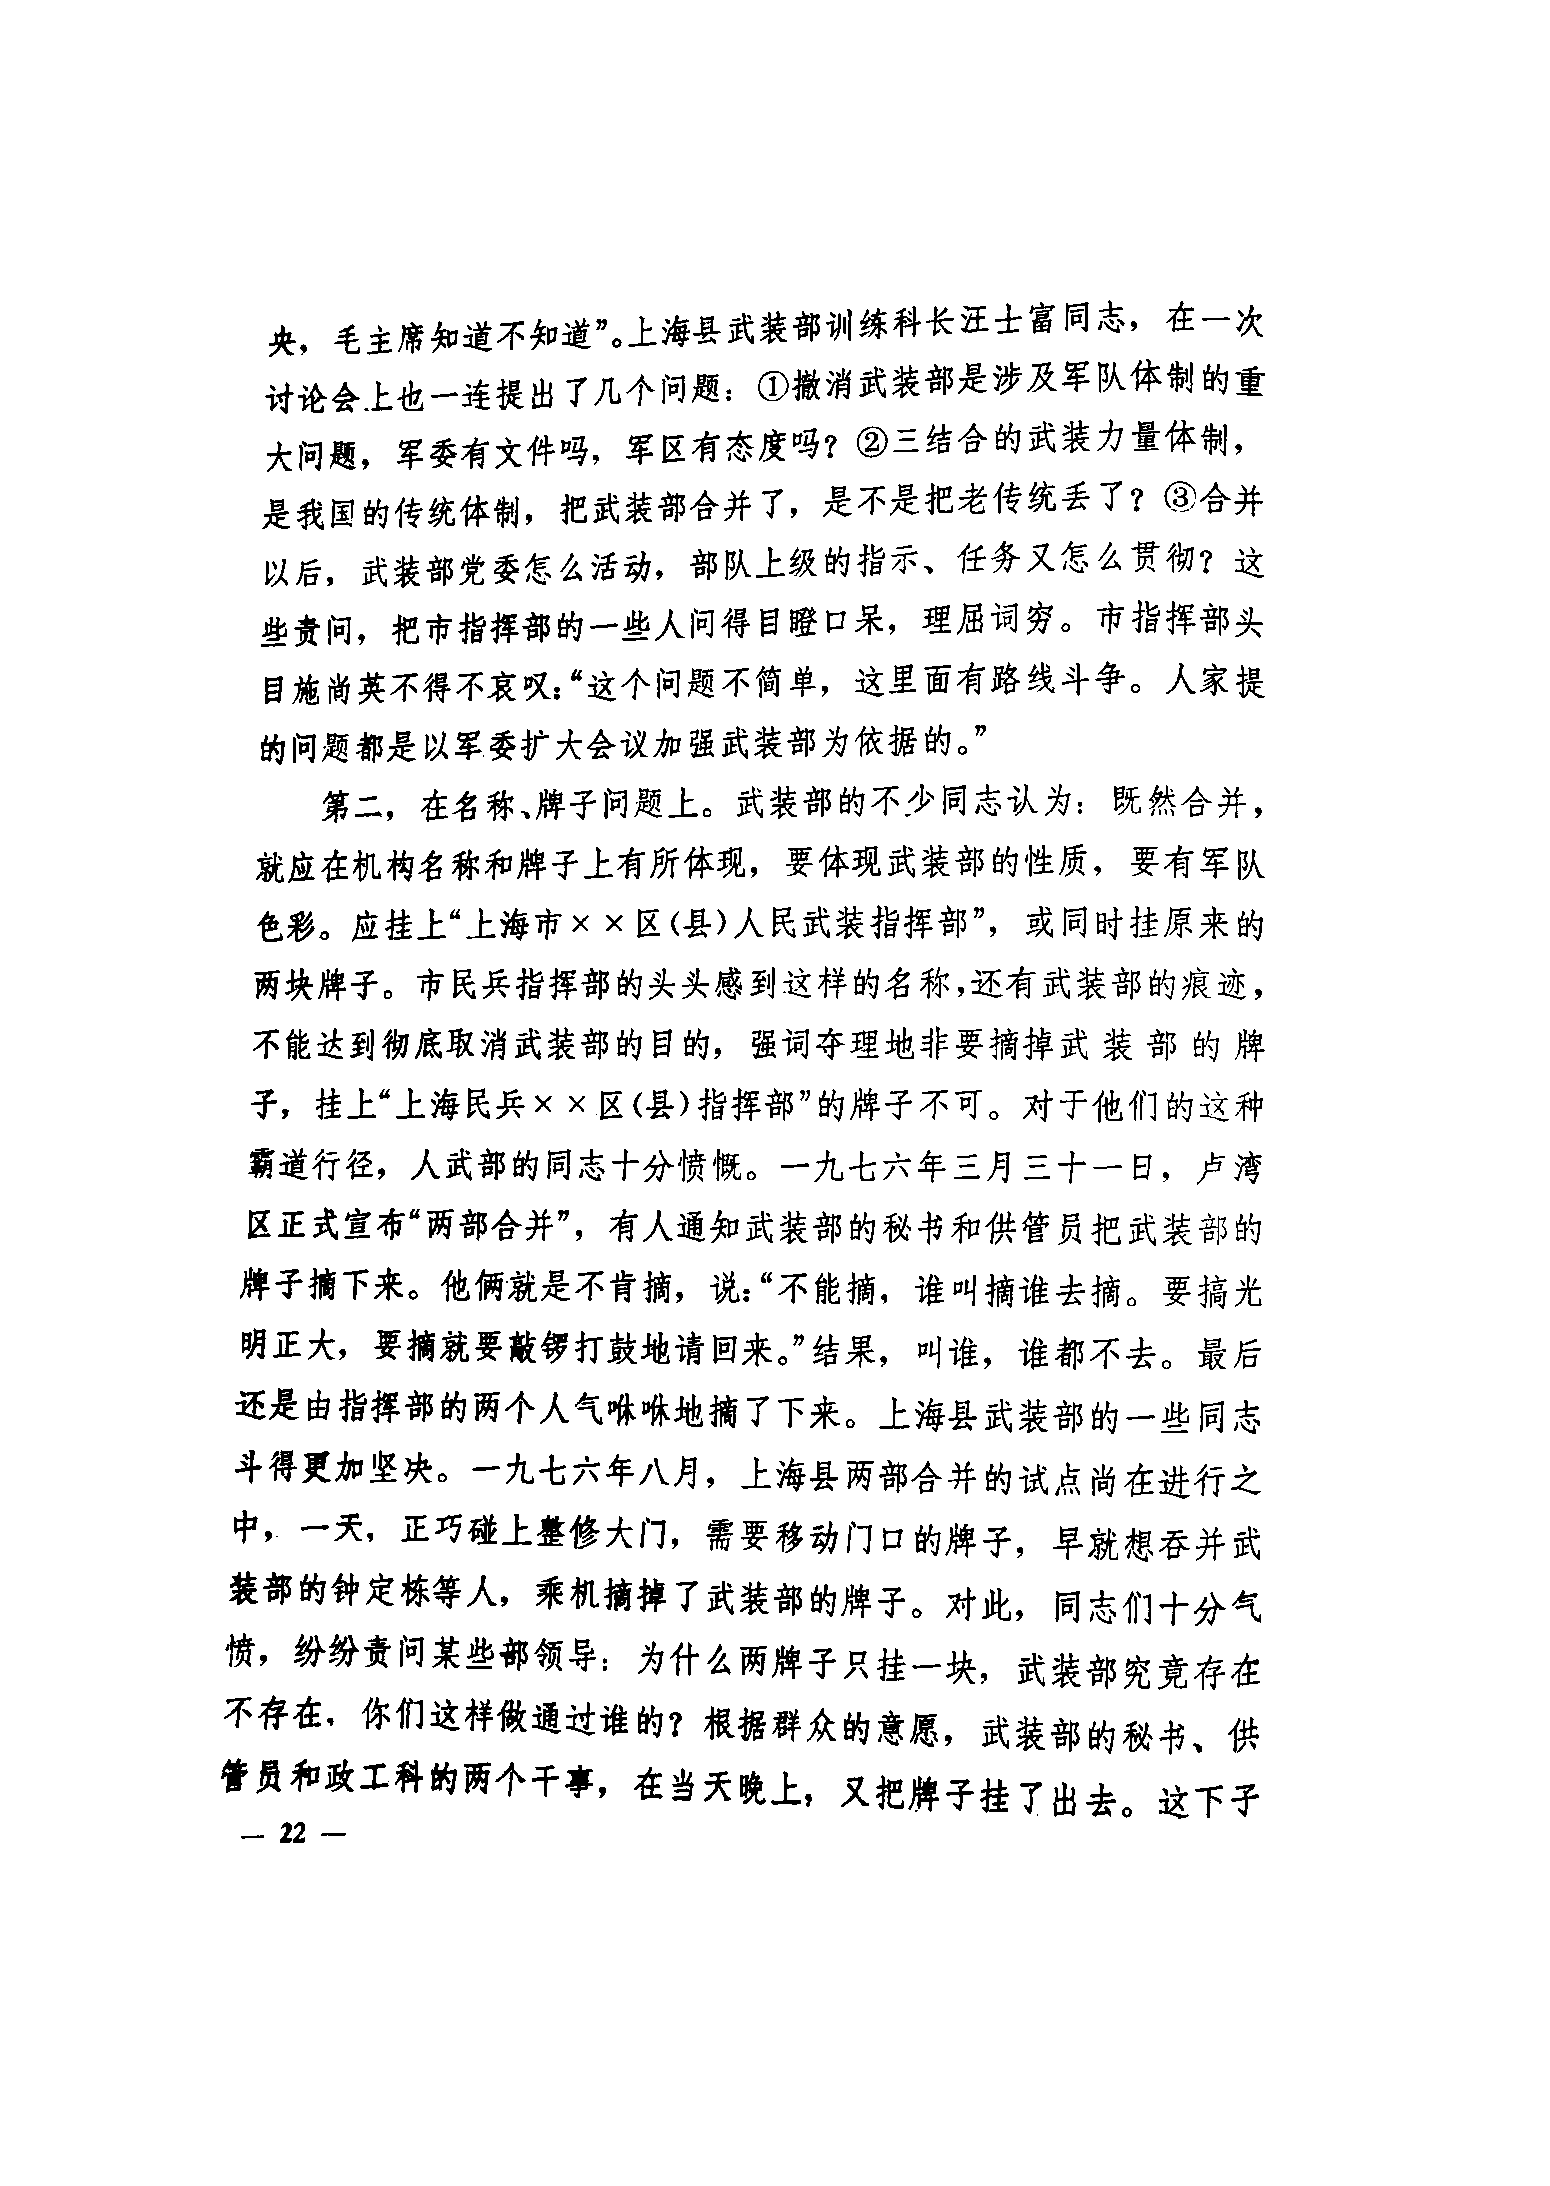 央，毛主席知道不知道”。上海县武装部训练科长汪士富同志，在一次
讨论会上也一连提出了几个问题：①撤消武装部是涉及军队体制的重
大问题，军委有文件吗，军区有态度吗？②三结合的武装力量体制，
是我国的传统体制，把武装部合并了，是不是把老传统丢了？③合并
以后，武装部党委怎么活动，部队上级的指示、任务又怎么贯彻？这
些责问，把市指挥部的一些人问得目瞪口呆，理屈词穷。市指挥部头
目施尚英不得不哀叹：“这个问题不简单，这里面有路线斗争。人家提
的问题都是以军委扩大会议加强武装部为依据的。”
第二，在名称、牌子问题上。武装部的不少同志认为：既然合并，
就应在机构名称和牌子上有所体现，要体现武装部的性质，要有军队
色彩。应挂上“上海市××区(县)人民武装指挥部”，或同时挂原来的
两块牌子。市民兵指挥部的头头感到这样的名称，还有武装部的痕迹，
不能达到彻底取消武装部的目的，强词夺理地非要摘掉武装部的牌
子，挂上“上海民兵××区(县)指挥部”的牌子不可。对于他们的这种
霸道行径，人武部的同志十分愤慨。一九七六年三月三十一日，卢湾
区正式宣布“两部合并”，有人通知武装部的秘书和供管员把武装部的
牌子摘下来。他俩就是不肯摘，说：“不能摘，谁叫摘谁去摘。要搞光
明正大，要摘就要敲锣打鼓地请回来。”结果，叫谁，谁都不去。最后
还是由指挥部的两个人气咻咻地摘了下来。上海县武装部的一些同志
斗得更加坚决。一九七六年八月，上海县两部合并的试点尚在进行之
中，一天，正巧碰上整修大门，需要移动门口的牌子，早就想吞并武
装部的钟定栋等人，乘机摘掉了武装部的牌子。对此，同志们十分气
愤，纷纷责问某些部领导：为什么两牌子只挂一块，武装部究竟存在
不存在，你们这样做通过谁的？根据群众的意愿，武装部的秘书、供
管员和政工科的两个干事，在当天晚上，又把牌子挂了出去。这下子
— 22 —